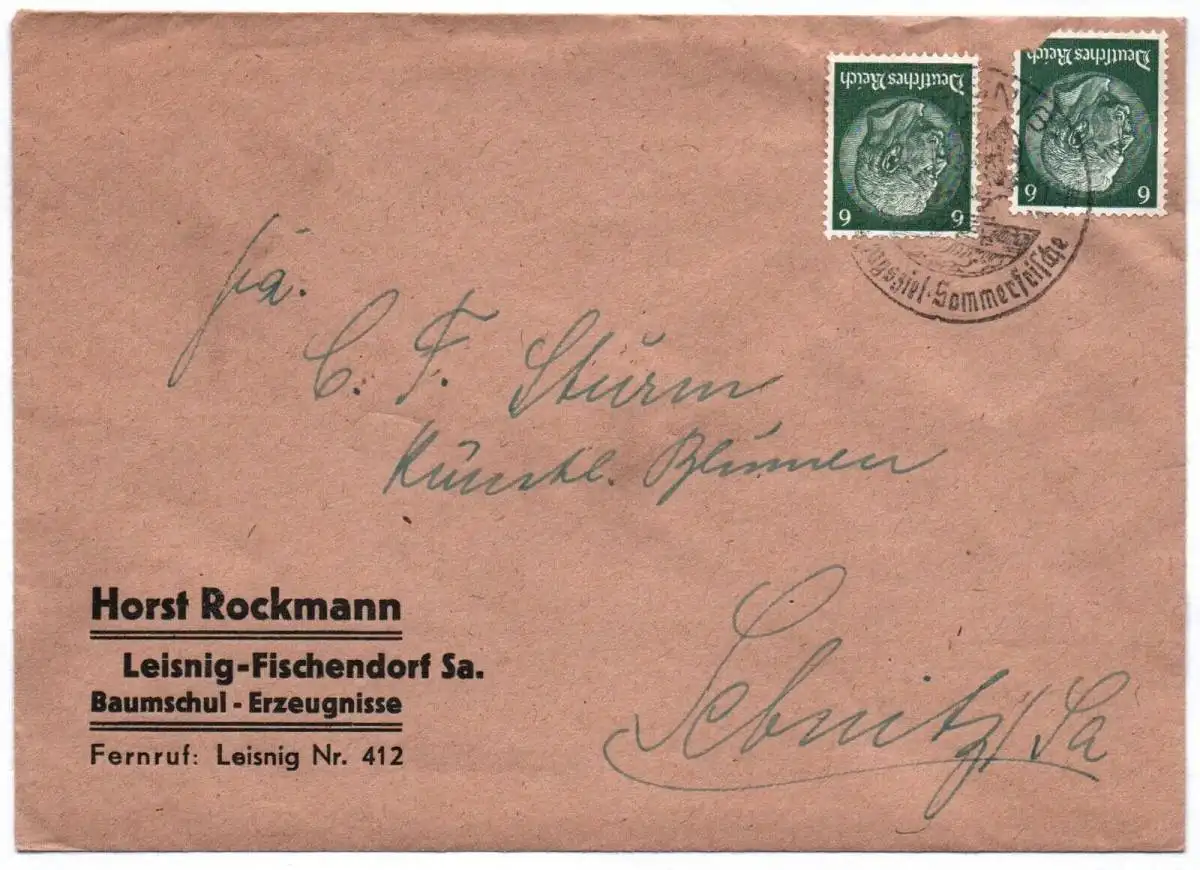 Deutsches Reich
6 6
Deutsches Reich
6 6
Sommerfrische
Fa.
C. F. Sturm
Künstl. Blumen
Sebnitz/Sa
Horst Rockmann
Leisnig-Fischendorf Sa.
Baumschul - Erzeugnisse
Fernruf: Leisnig Nr. 412